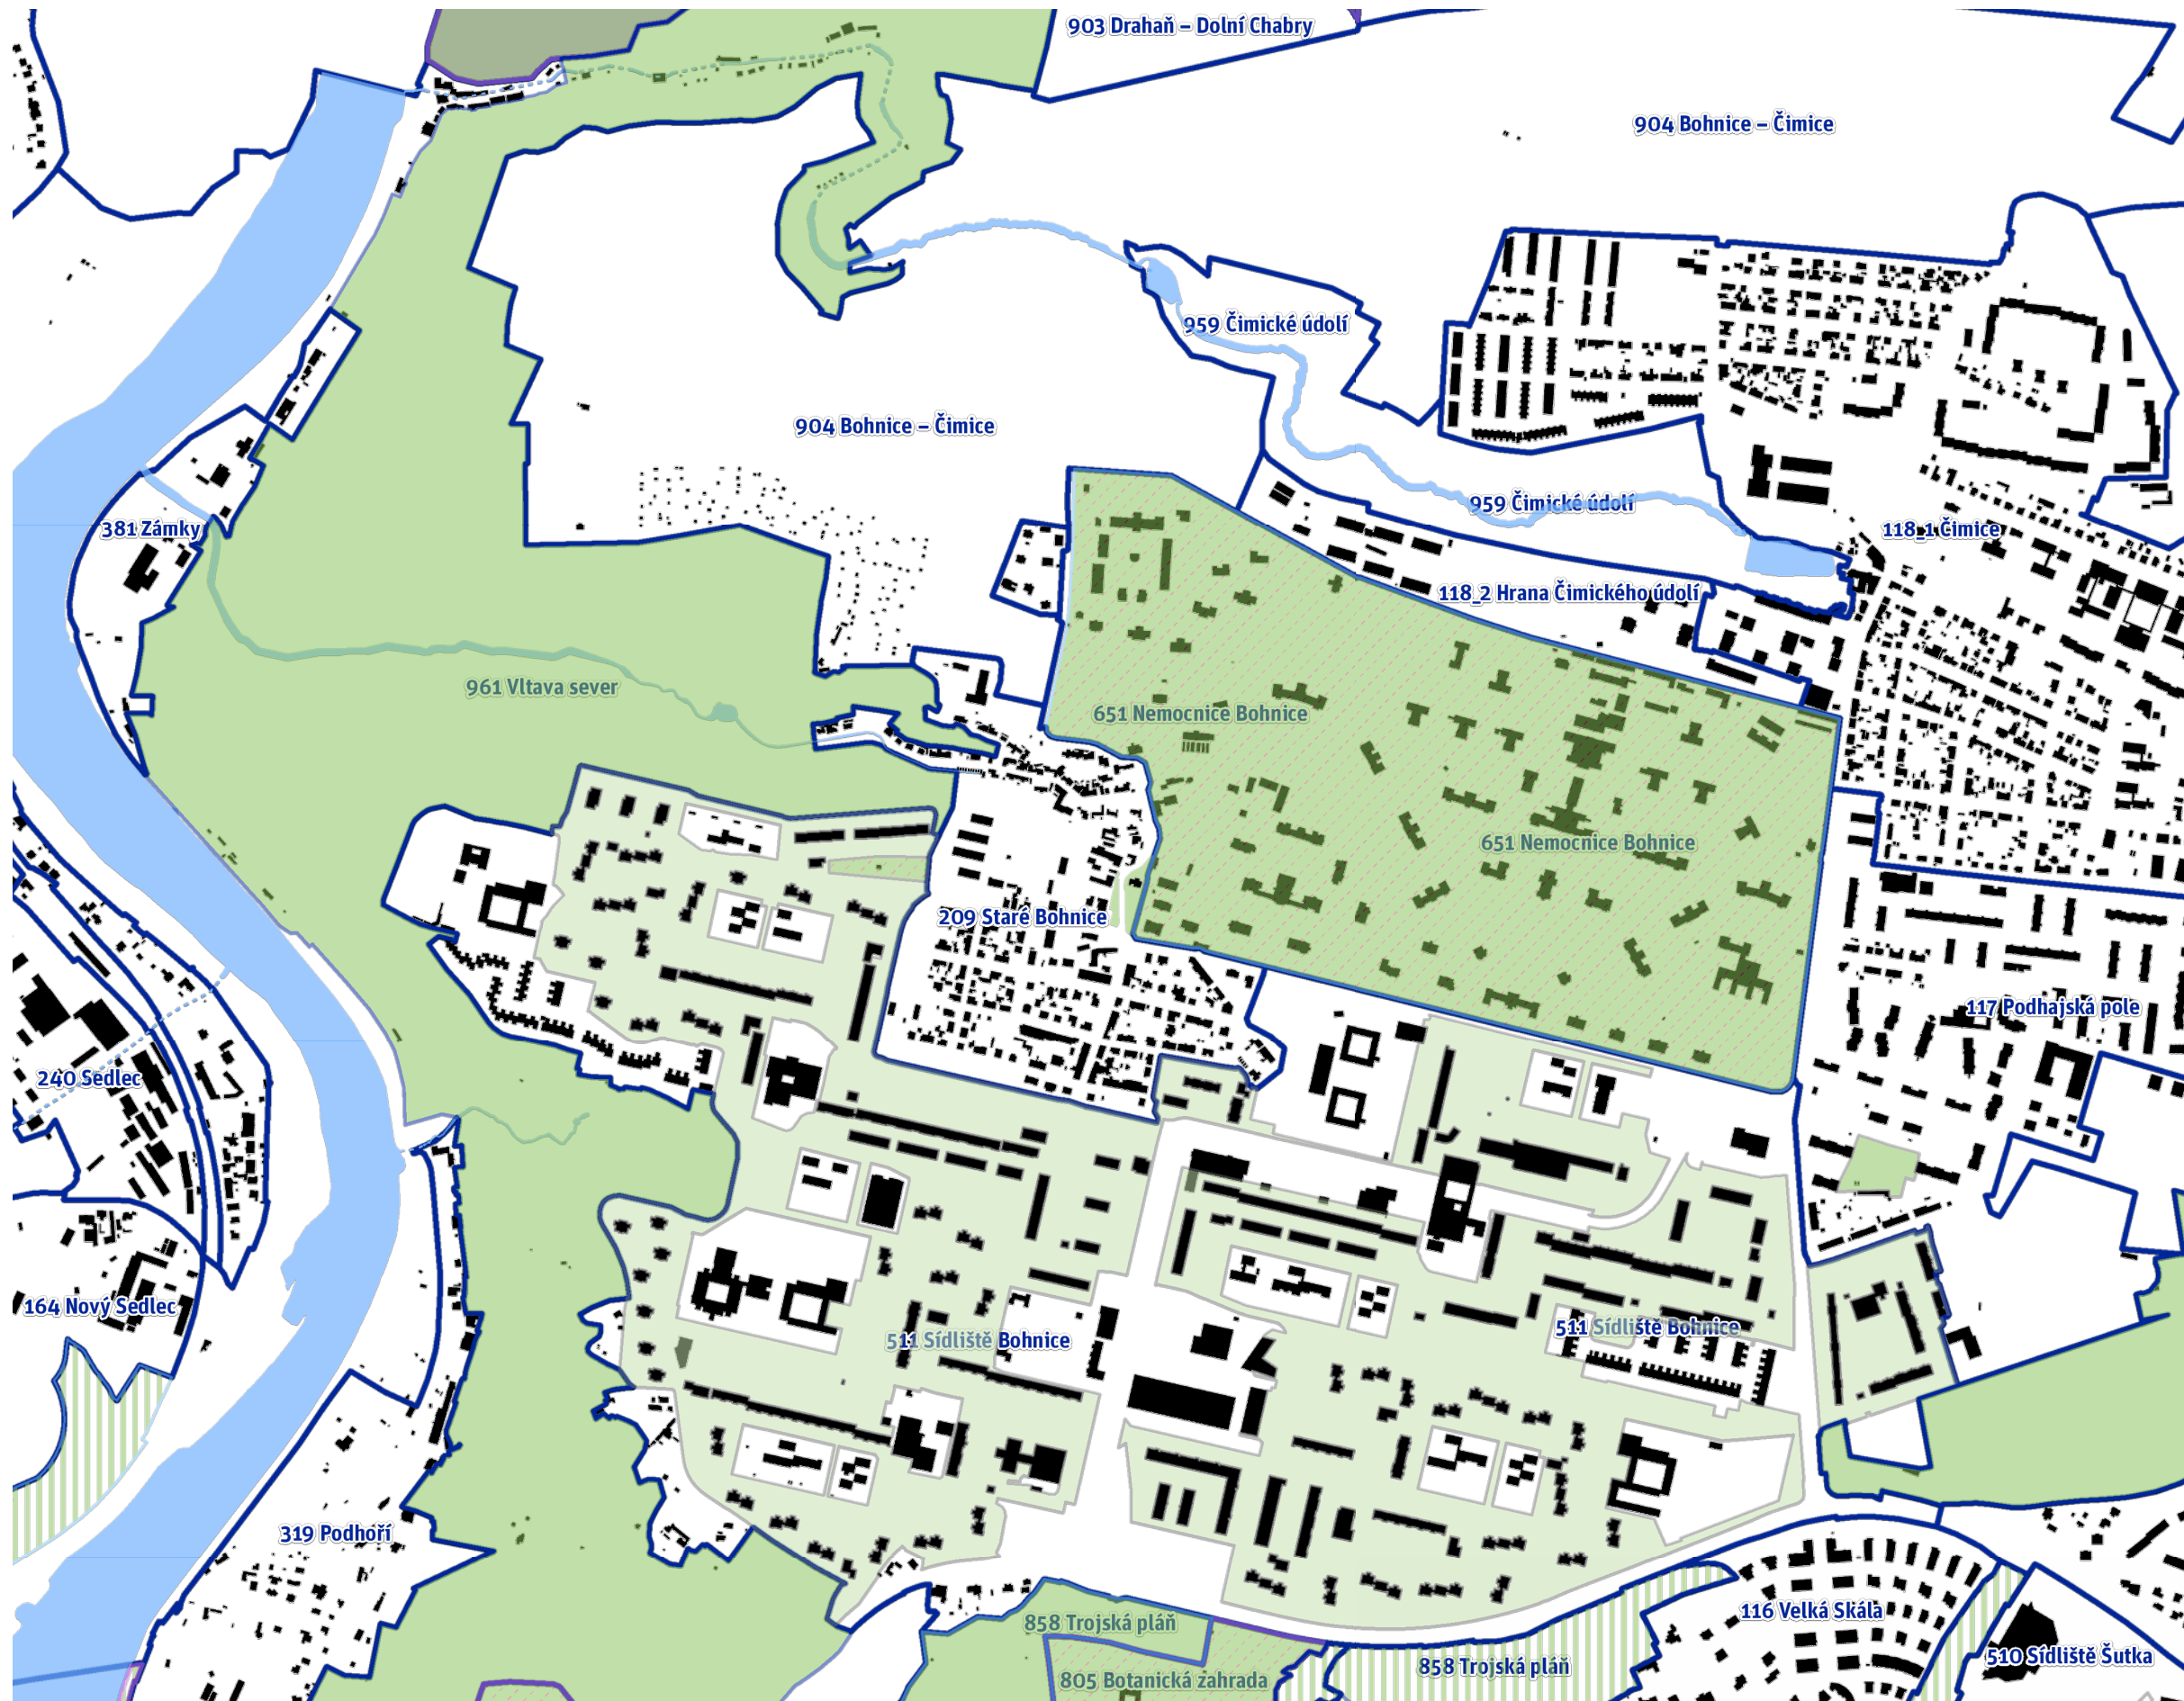 903 Drahaň – Dolní Chabry
904 Bohnice – Čimice
959 Čimické údolí
904 Bohnice – Čimice
959 Čimické údolí
381 Zámky
118_1 Čimice
118_2 Hrana Čimického údolí
961 Vltava sever
651 Nemocnice Bohnice
651 Nemocnice Bohnice
209 Staré Bohnice
117 Podhajská pole
240 Sedlec
164 Nový Sedlec
511 Sídliště Bohnice
511 Sídliště Bohnice
319 Podhoří
116 Velká Skála
858 Trojská pláň
510 Sídliště Šutka
858 Trojská pláň
805 Botanická zahrada